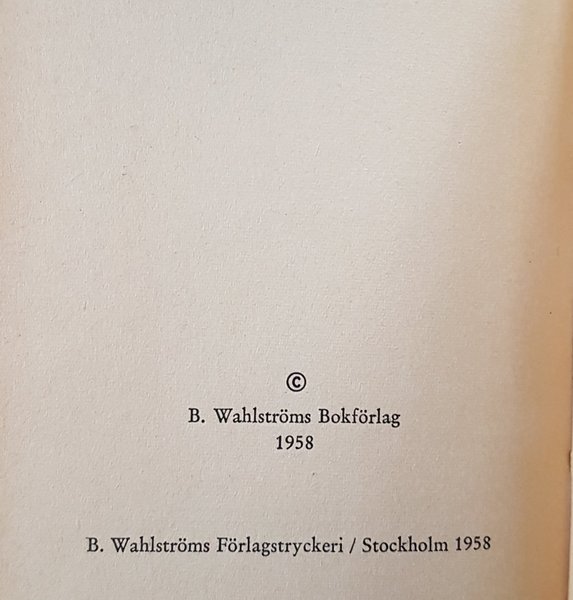 ©
B. Wahlströms Bokförlag
1958
B. Wahlströms Förlagstryckeri / Stockholm 1958